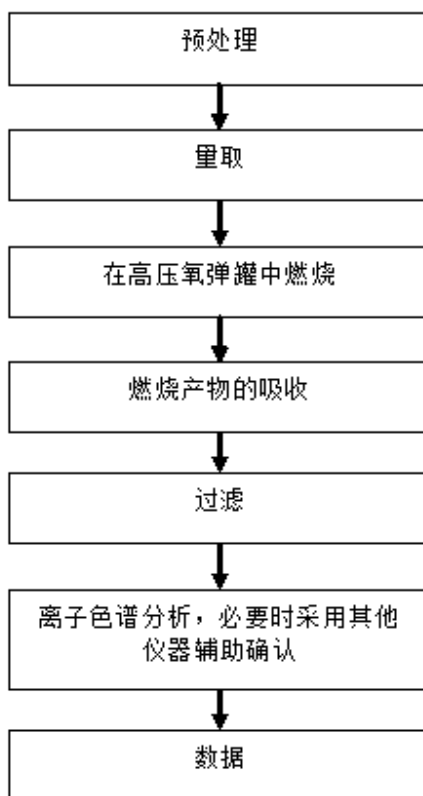 预处理
量取
在高压氧弹罐中燃烧
燃烧产物的吸收
过滤
离子色谱分析，必要时采用其他
仪器辅助确认
数据